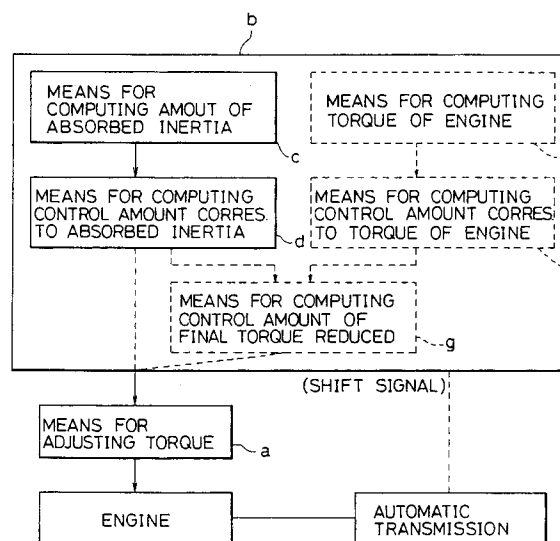 b
MEANS FOR
COMPUTING AMOUT OF
ABSORBED INERTIA
c
MEANS FOR COMPUTING
TORQUE OF ENGINE
MEANS FOR COMPUTING
CONTROL AMOUNT CORRES.
TO ABSORBED INERTIA
d
MEANS FOR COMPUTING
CONTROL AMOUNT CORRES.
TO TORQUE OF ENGINE
MEANS FOR COMPUTING
CONTROL AMOUNT OF
FINAL TORQUE REDUCED
g
(SHIFT SIGNAL)
MEANS FOR
ADJUSTING TORQUE
a
ENGINE
AUTOMATIC
TRANSMISSION